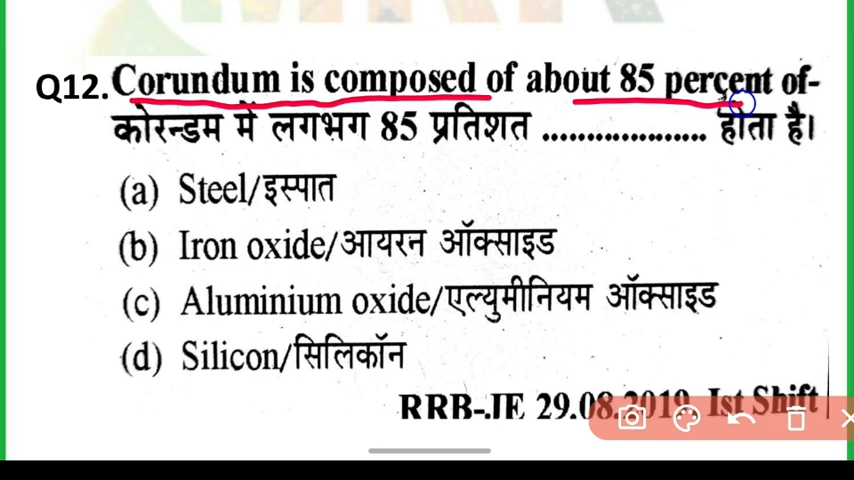 Q12. Corundum is composed of about 85 percent of-
कोरन्डम में लगभग 85 प्रतिशत .................... होता है।
(a) Steel/इस्पात
(b) Iron oxide/आयरन ऑक्साइड
(c) Aluminium oxide/एल्युमीनियम ऑक्साइड
(d) Silicon/सिलिकॉन
RRB-JE 29.08.2019, Ist Shift